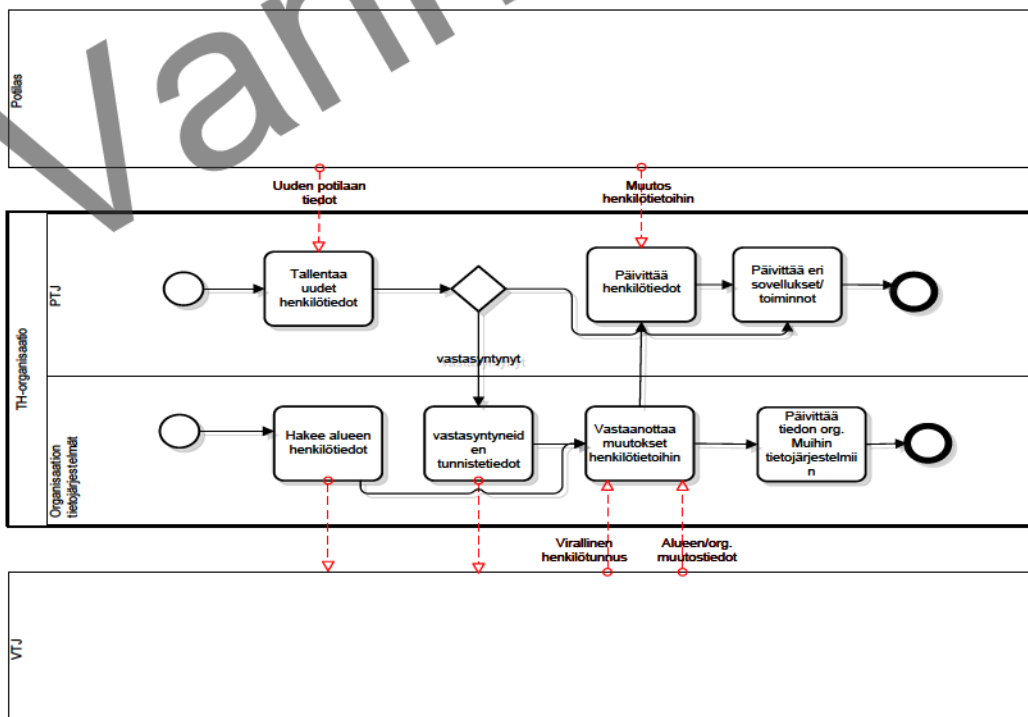 Potilas
Uuden potilaan
tiedot
Muutos
henkilötietoihin
TH-organisaatio
PTJ
Tallentaa
uudet
henkilötiedot
Päivittää
henkilötiedot
Päivittää eri
sovellukset/
toiminnot
vastasyntynyt
Organisaation
tietojärjestelmät
Hakee alueen
henkilötiedot
vastasyntyneid
en
tunnistetiedot
Vastaanottaa
muutokset
henkilötietoihin
Päivittää
tiedon org.
Muihin
tietojärjestelmii
n
Virallinen
henkilötunnus
Alueen/org.
muutostiedot
VTJ